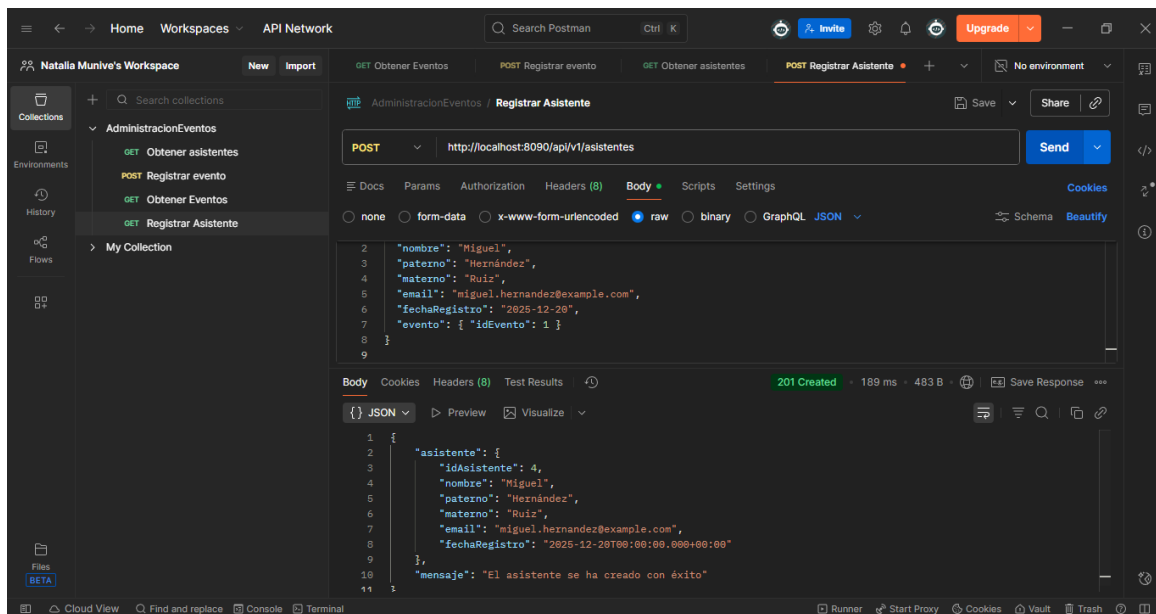 Home Workspaces API Network Search Postman Ctrl K Invite Upgrade
Natalia Munive's Workspace New Import GET Obtener Eventos POST Registrar evento GET Obtener asistentes POST Registrar Asistente No environment
Collections
Environments
History
Flows
Files
BETA
Search collections
AdministracionEventos
GET Obtener asistentes
POST Registrar evento
GET Obtener Eventos
GET Registrar Asistente
My Collection
HTTP AdministracionEventos / Registrar Asistente Save Share
POST http://localhost:8090/api/v1/asistentes Send
Docs Params Authorization Headers (8) Body Scripts Settings Cookies
none form-data x-www-form-urlencoded raw binary GraphQL JSON Schema Beautify
2 "nombre": "Miguel",
3 "paterno": "Hernández",
4 "materno": "Ruiz",
5 "email": "miguel.hernandez@example.com",
6 "fechaRegistro": "2025-12-20",
7 "evento": { "idEvento": 1 }
8 }
9
Body Cookies Headers (8) Test Results 201 Created 189 ms 483 B e.g. Save Response
{} JSON Preview Visualize
1 {
2 "asistente": {
3 "idAsistente": 4,
4 "nombre": "Miguel",
5 "paterno": "Hernández",
6 "materno": "Ruiz",
7 "email": "miguel.hernandez@example.com",
8 "fechaRegistro": "2025-12-20T00:00:00.000+00:00"
9 },
10 "mensaje": "El asistente se ha creado con éxito"
11 }
Cloud View Find and replace Console Terminal Runner Start Proxy Cookies Vault Trash